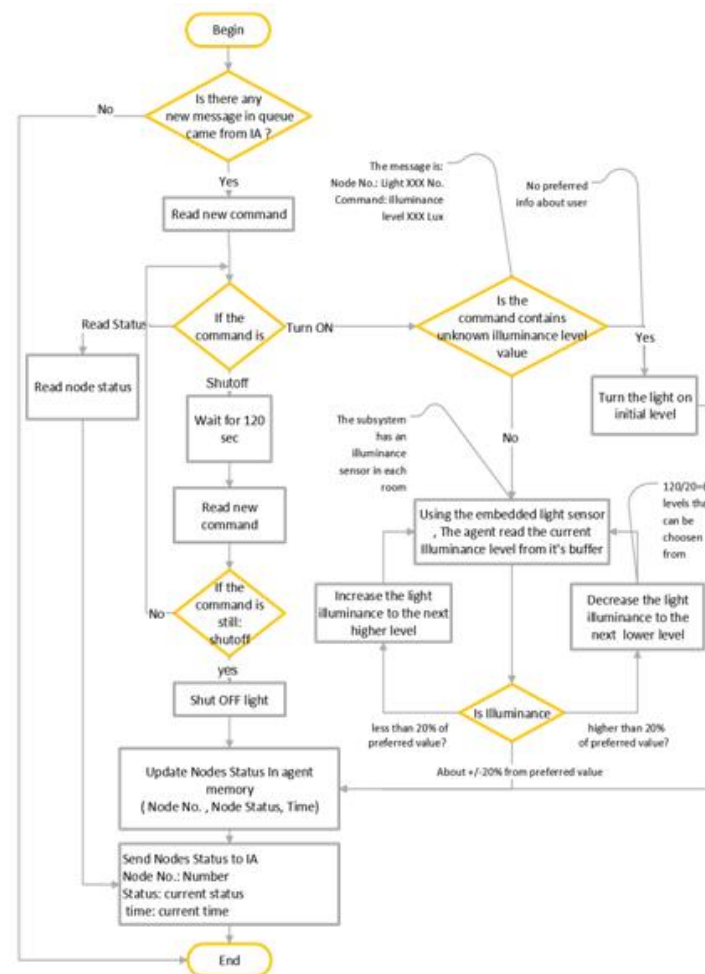 Begin
No
Is there any
new message in queue
came from IA ?
Yes
Read new command
The message is:
Node No.: Light XXX No.
Command: illuminance
level XXX Lux
No preferred
info about user
Read Status
If the
command is
Turn ON
Is the
command contains
unknown illuminance level
value
Yes
Read node status
Shutoff
Turn the light on
initial level
Wait for 120
sec
No
The subsystem
has an
illuminance
sensor in each
room
Read new
command
Using the embedded light sensor
, The agent read the current
Illuminance level from it's buffer
120/20=6
levels that
can be
choosen
from
No
If the
command is
still:
shutoff
Increase the light
illuminance to the next
higher level
Decrease the light
illuminance to the
next lower level
yes
Shut OFF light
Is Illuminance
less than 20% of
preferred value?
higher than 20%
of preferred value?
About +/-20% from preferred value
Update Nodes Status In agent
memory
( Node No. , Node Status, Time)
Send Nodes Status to IA
Node No.: Number
Status: current status
time: current time
End